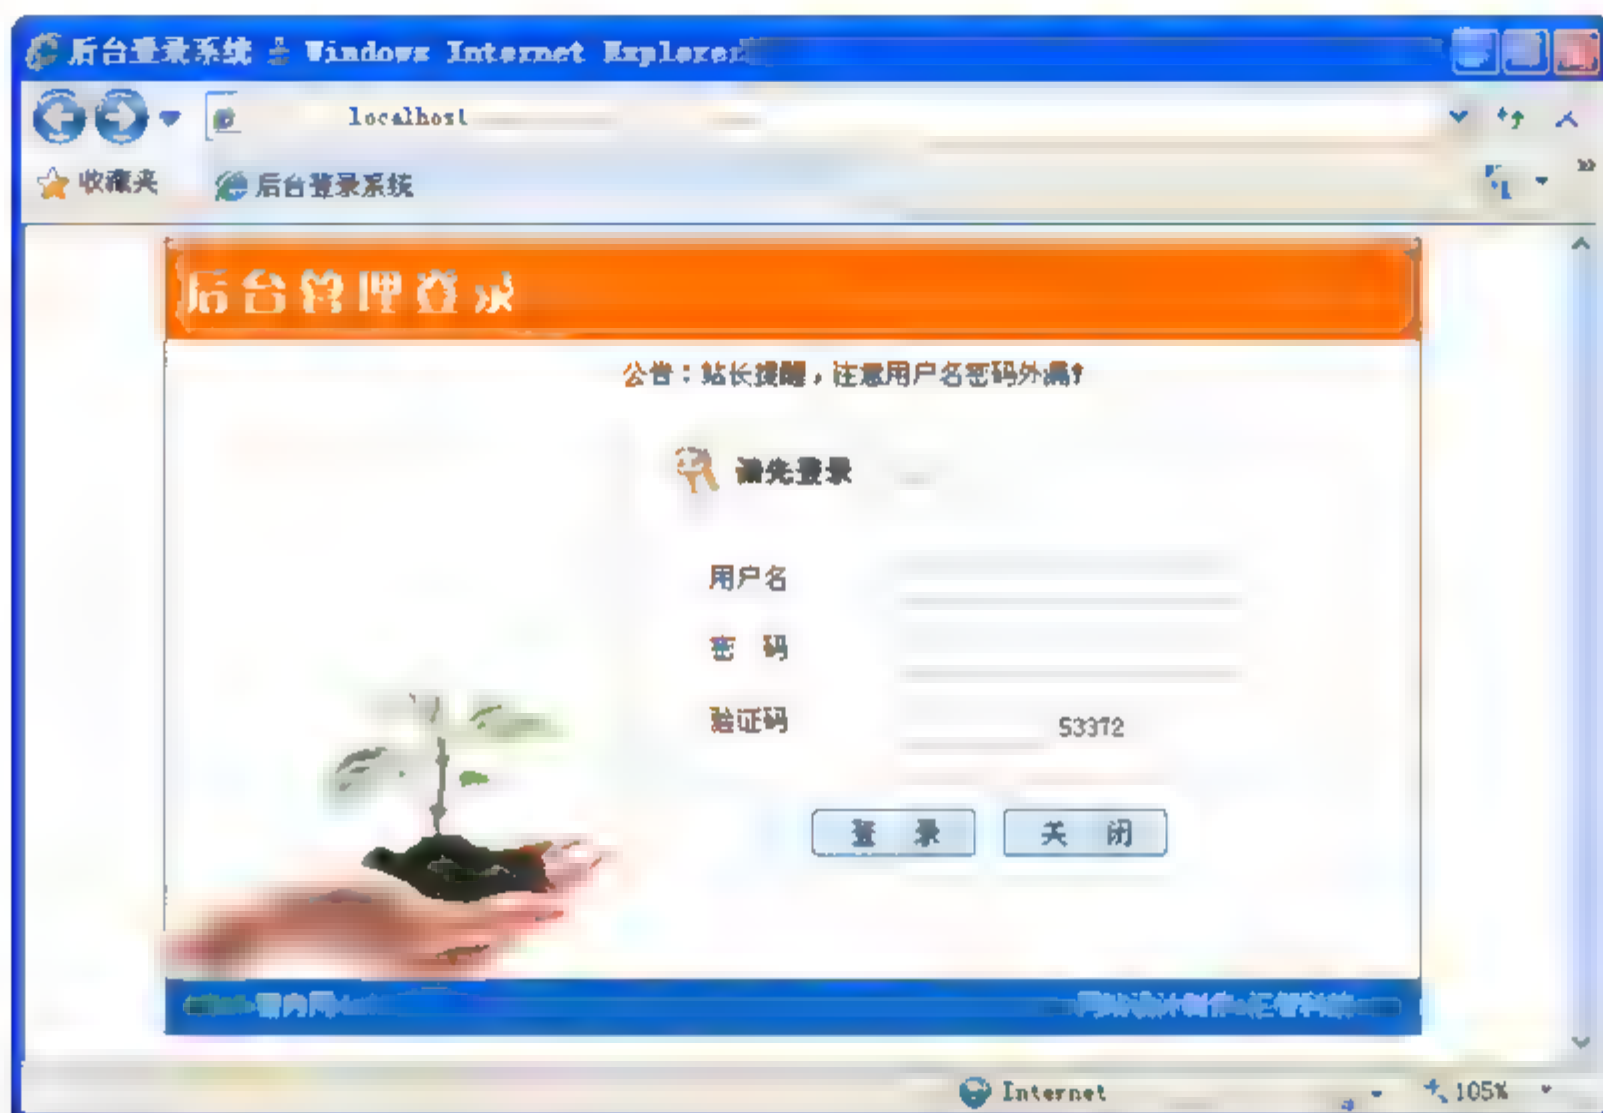 后台登录系统 - Windows Internet Explorer
localhost
收藏夹 后台登录系统
后台管理登录
公告：站长提醒，注意用户名密码外漏!
请先登录
用户名
密 码
验证码 53372
登 录 关 闭
Internet 105%